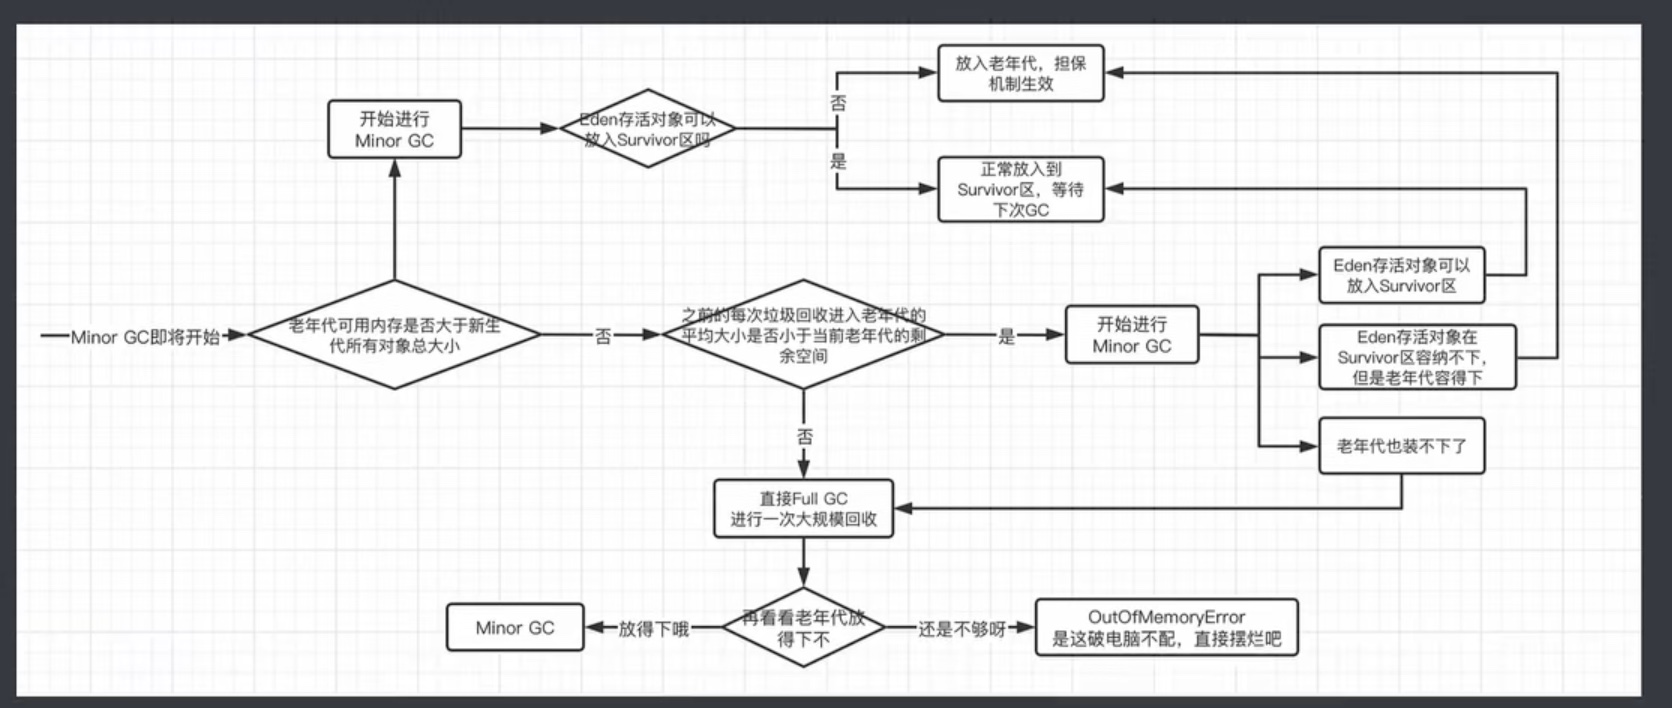 放入老年代，担保
机制生效
否
开始进行
Minor GC
Eden存活对象可以
放入Survivor区吗
是
正常放入到
Survivor区，等待
下次GC
Eden存活对象可以
放入Survivor区
Minor GC即将开始
老年代可用内存是否大于新生
代所有对象总大小
否
之前的每次垃圾回收进入老年代的
平均大小是否小于当前老年代的剩
余空间
是
开始进行
Minor GC
Eden存活对象在
Survivor区容纳不下，
但是老年代容得下
否
老年代也装不下了
直接Full GC
进行一次大规模回收
Minor GC
放得下哦
再看看老年代放
得下不
还是不够呀
OutOfMemoryError
是这破电脑不配，直接摆烂吧